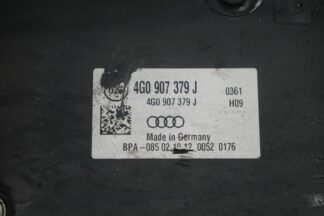 4G0 907 379 J
0361
4G0 907 379 J
H09
Made in Germany
BPA-085 02.10.12 0052 0176